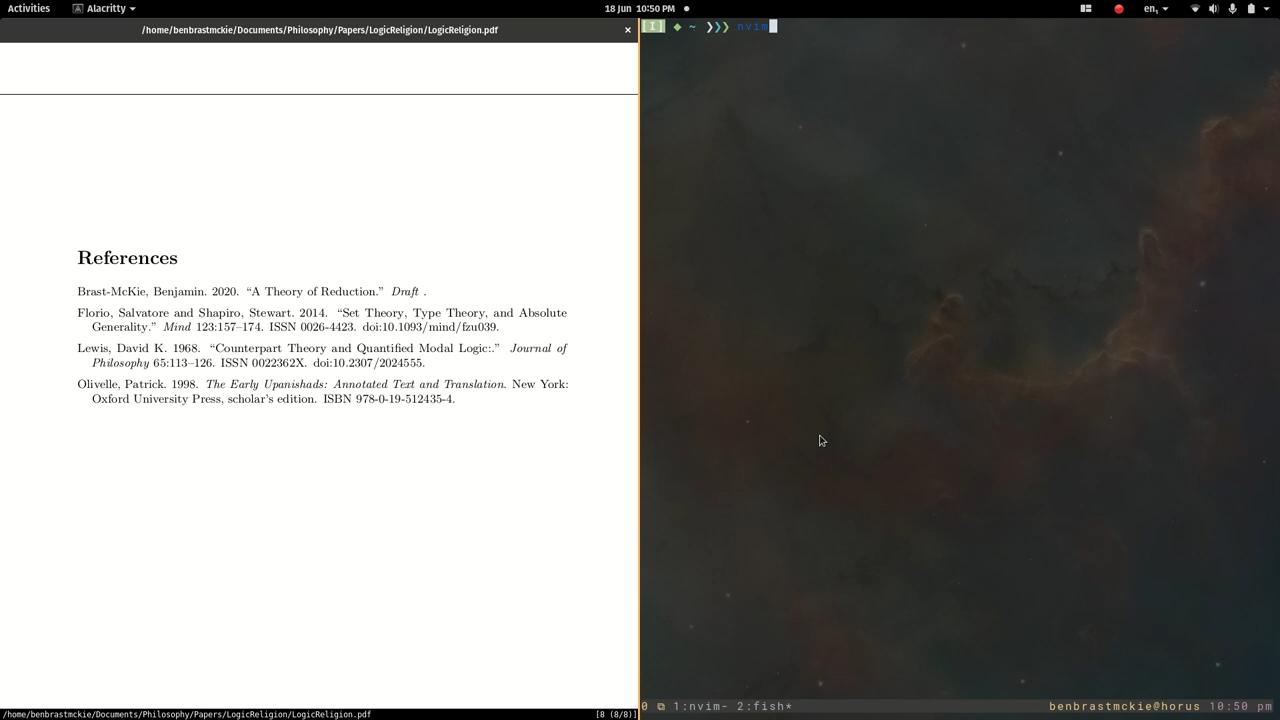 Activities Alacritty 18 Jun 10:50 PM en₁
/home/benbrastmckie/Documents/Philosophy/Papers/LogicReligion/LogicReligion.pdf ×
[I] ◆ ~ ❯❯❯ nvim
References
Brast-McKie, Benjamin. 2020. “A Theory of Reduction.” Draft .
Florio, Salvatore and Shapiro, Stewart. 2014. “Set Theory, Type Theory, and Absolute
Generality.” Mind 123:157–174. ISSN 0026-4423. doi:10.1093/mind/fzu039.
Lewis, David K. 1968. “Counterpart Theory and Quantified Modal Logic:.” Journal of
Philosophy 65:113–126. ISSN 0022362X. doi:10.2307/2024555.
Olivelle, Patrick. 1998. The Early Upanishads: Annotated Text and Translation. New York:
Oxford University Press, scholar’s edition. ISBN 978-0-19-512435-4.
0 ⧉ 1:nvim- 2:fish* benbrastmckie@horus 10:50 pm
/home/benbrastmckie/Documents/Philosophy/Papers/LogicReligion/LogicReligion.pdf [8 (8/8)]